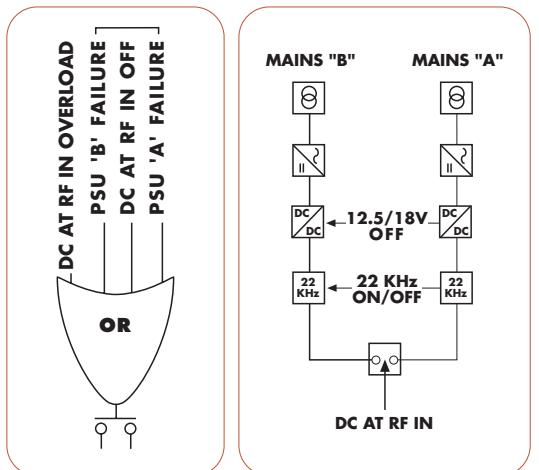 DC AT RF IN OVERLOAD
PSU 'B' FAILURE
DC AT RF IN OFF
PSU 'A' FAILURE
OR
MAINS "B"
MAINS "A"
DC
DC
12.5/18V
OFF
DC
DC
22
KHz
22 KHz
ON/OFF
22
KHz
DC AT RF IN